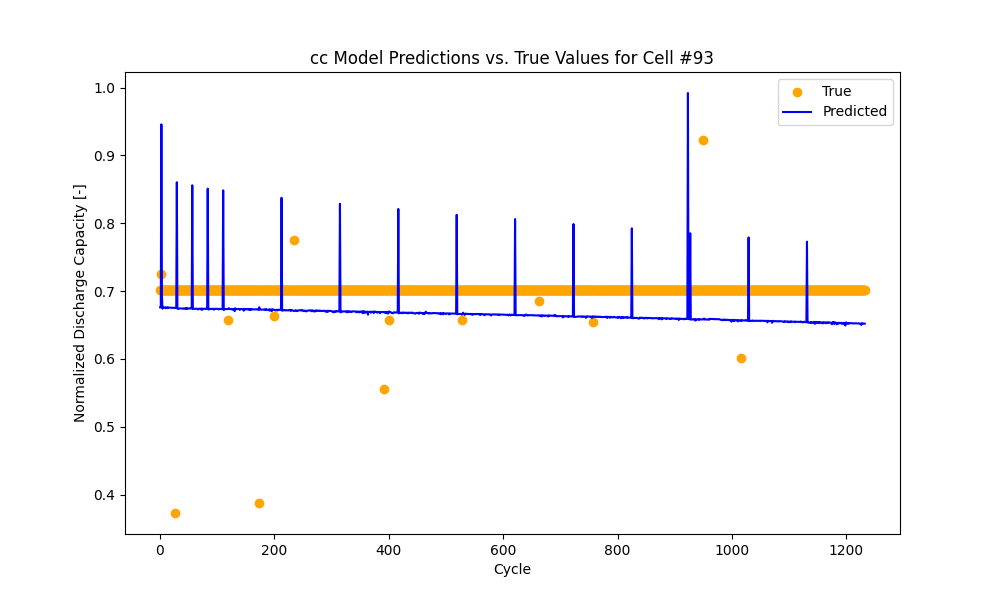 cc Model Predictions vs. True Values for Cell #93
True
Predicted
Normalized Discharge Capacity [-]
1.0
0.9
0.8
0.7
0.6
0.5
0.4
0
200
400
600
800
1000
1200
Cycle